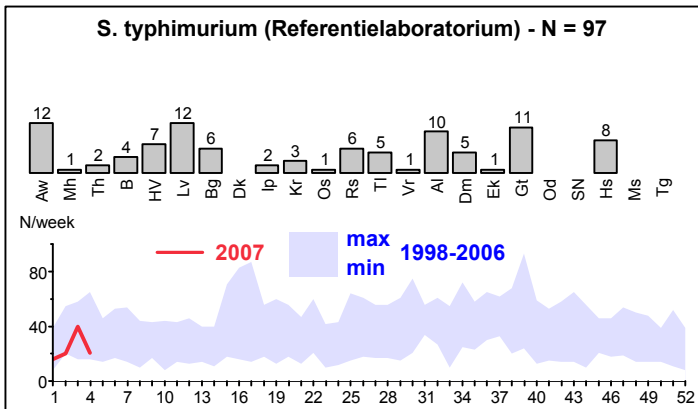 S. typhimurium (Referentielaboratorium) - N = 97
12 1 2 4 7 12 6 2 3 1 6 5 1 10 5 1 11 8
Aw Mh Th B HV Lv Bg Dk Ip Kr Os Rs Tl Vr Al Dm Ek Gt Od SN Hs Ms Tg
N/week
2007
max
min
1998-2006
80
40
0
1 4 7 10 13 16 19 22 25 28 31 34 37 40 43 46 49 52